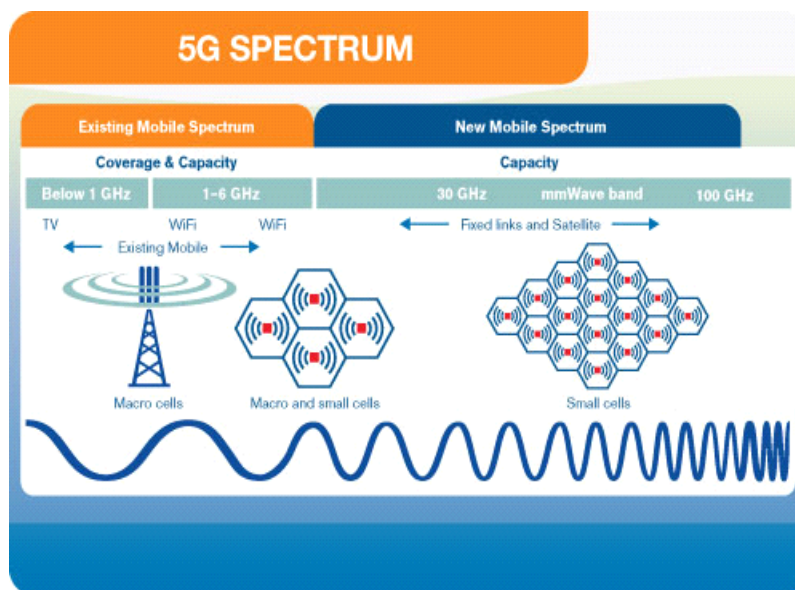 5G SPECTRUM
Existing Mobile Spectrum
New Mobile Spectrum
Coverage & Capacity
Capacity
Below 1 GHz
1–6 GHz
30 GHz
mmWave band
100 GHz
TV
WiFi
WiFi
Fixed links and Satellite
Existing Mobile
Macro cells
Macro and small cells
Small cells